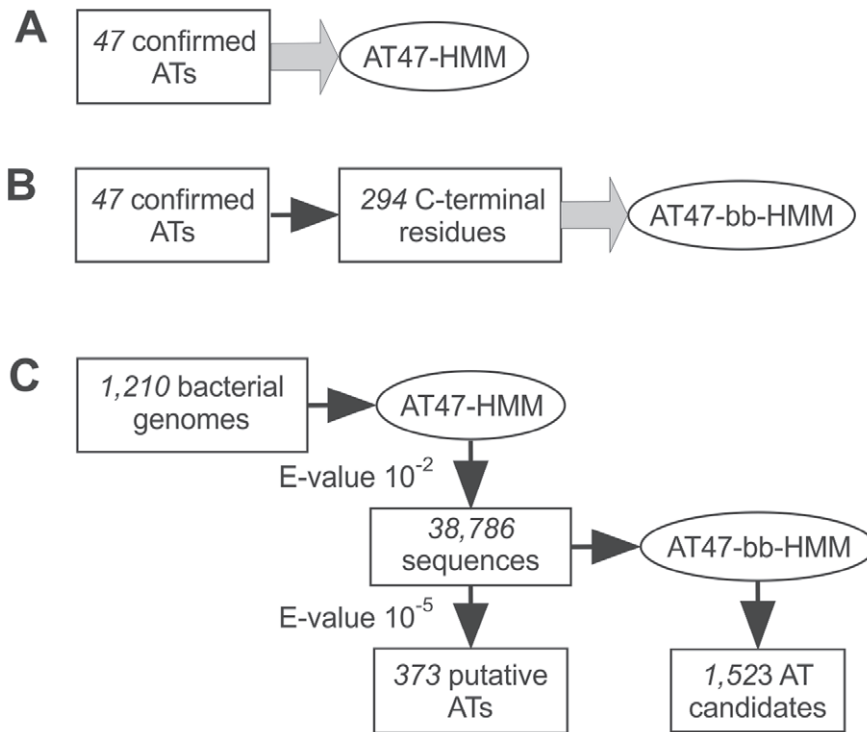 A
47 confirmed
ATs
AT47-HMM
B
47 confirmed
ATs
294 C-terminal
residues
AT47-bb-HMM
C
1,210 bacterial
genomes
AT47-HMM
E-value 10⁻²
38,786
sequences
AT47-bb-HMM
E-value 10⁻⁵
373 putative
ATs
1,523 AT
candidates